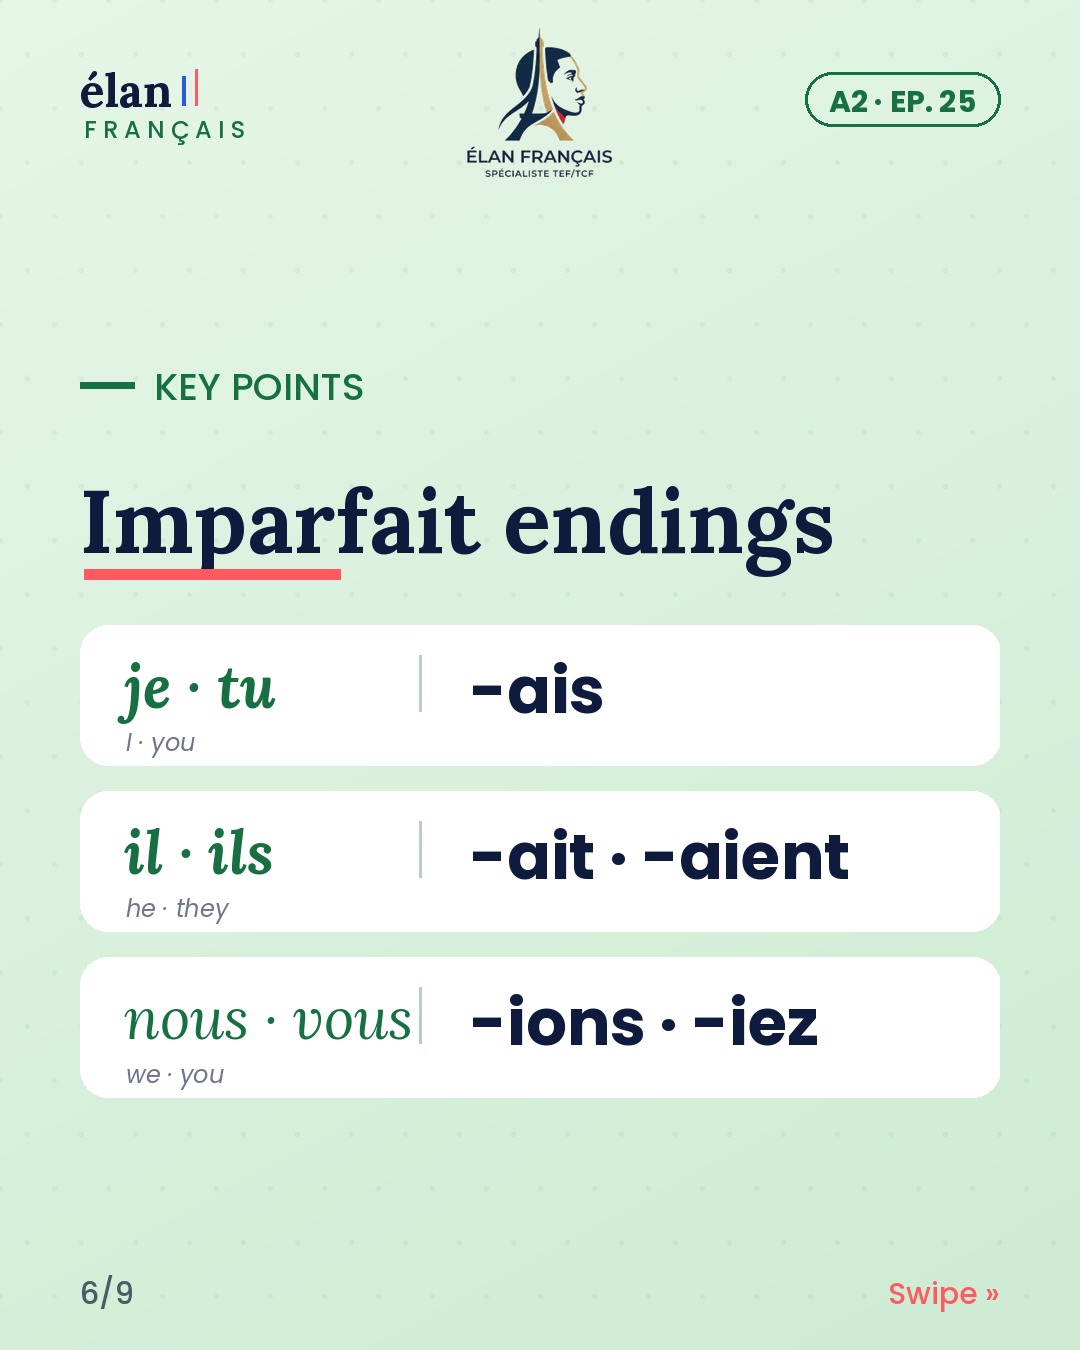 élan
FRANÇAIS
ÉLAN FRANÇAIS
SPÉCIALISTE TEF/TCF
A2 · EP. 25
KEY POINTS
Imparfait endings
je · tu
I · you
-ais
il · ils
he · they
-ait · -aient
nous · vous
we · you
-ions · -iez
6/9
Swipe »